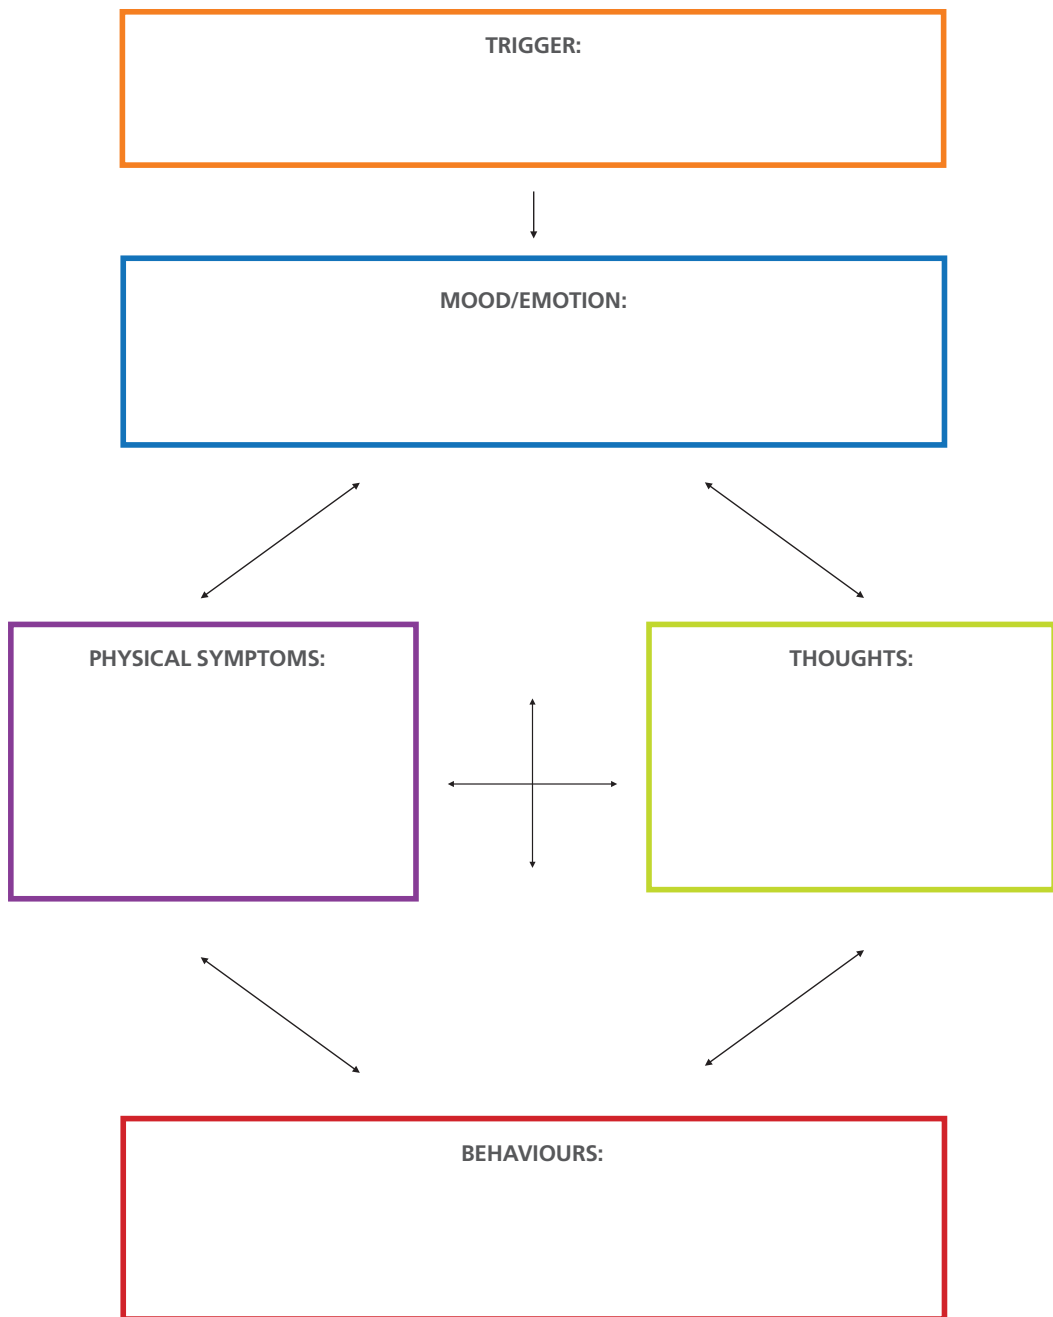 TRIGGER:
MOOD/EMOTION:
PHYSICAL SYMPTOMS:
THOUGHTS:
BEHAVIOURS: